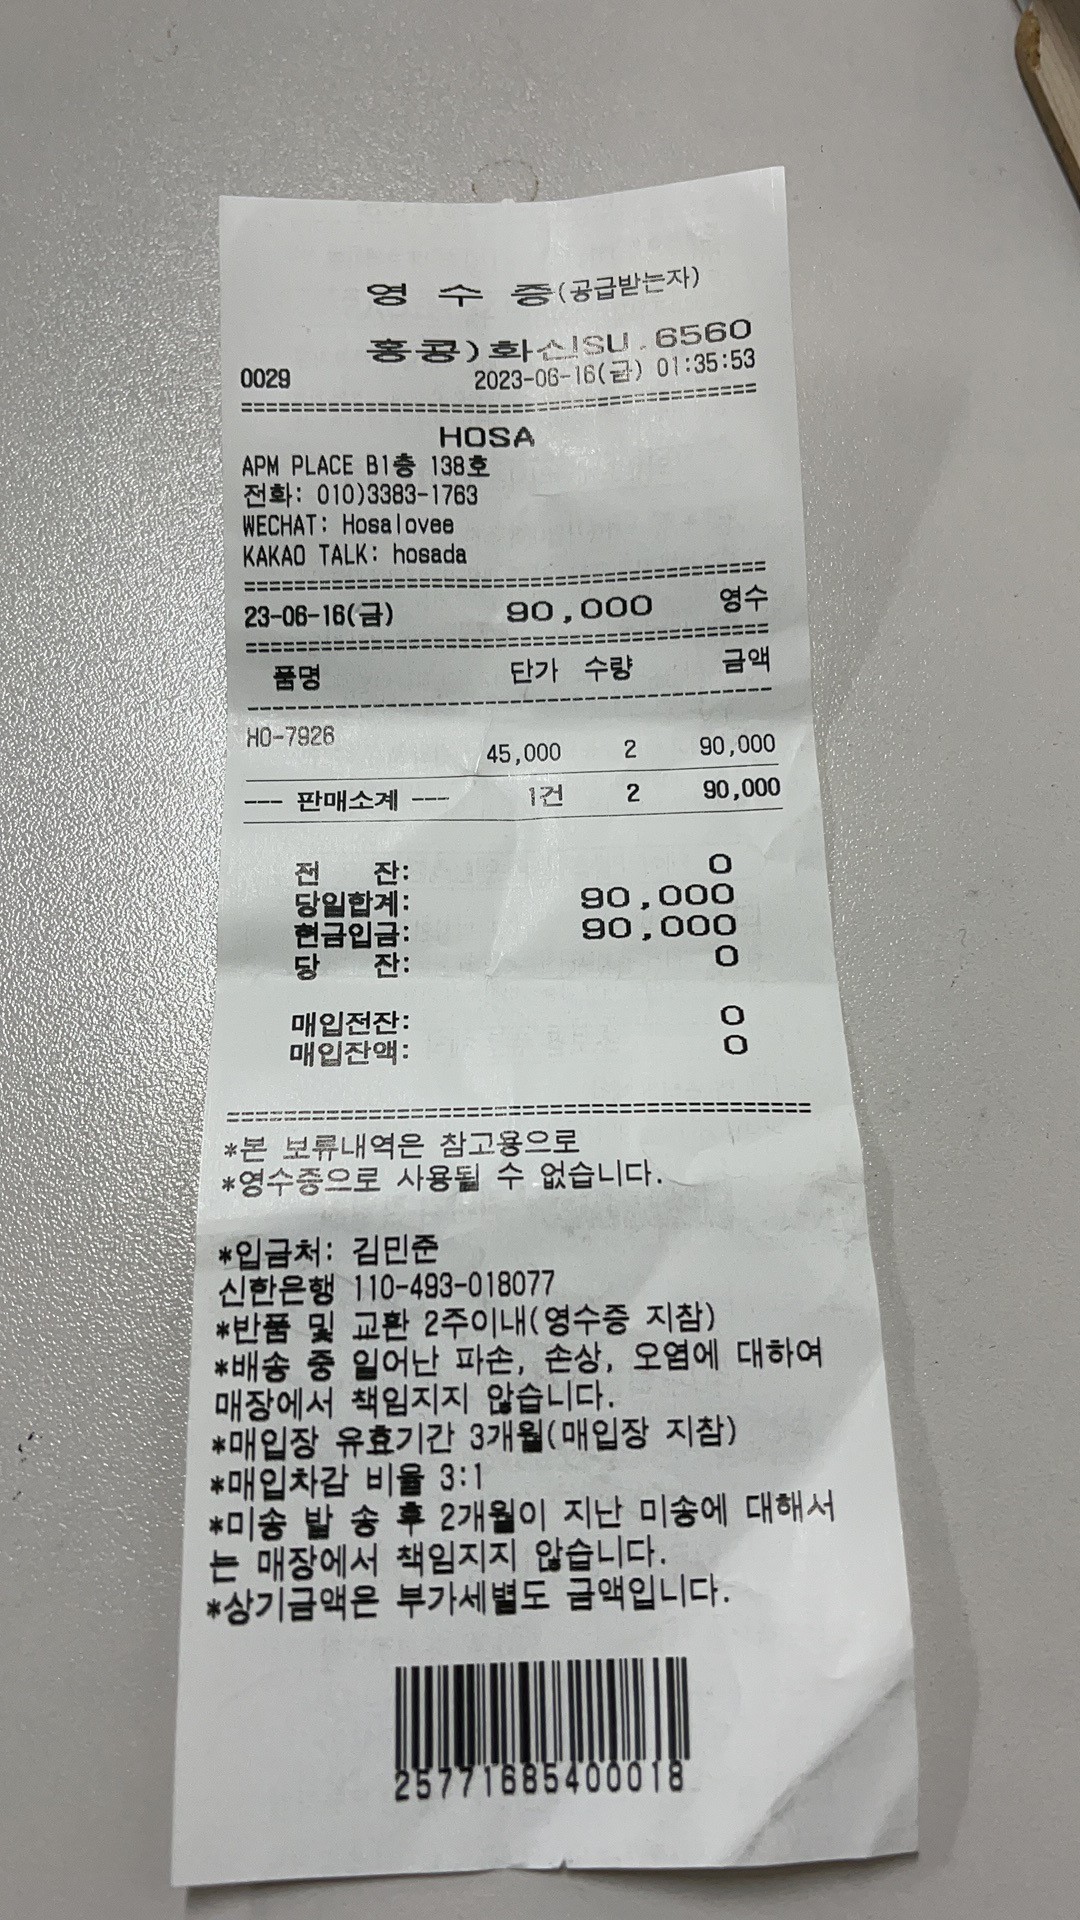 영 수 증(공급받는자)
홍콩)화신SU.6560
0029 2023-06-16(금) 01:35:53
==========================================
HOSA
APM PLACE B1층 138호
전화: 010)3383-1763
WECHAT: Hosalovee
KAKAO TALK: hosada
==========================================
23-06-16(금) 90,000 영수
==========================================
품명 단가 수량 금액
------------------------------------------
HO-7926
45,000 2 90,000
--- 판매소계 --- 1건 2 90,000
전 잔: 0
당일합계: 90,000
현금입금: 90,000
당 잔: 0
매입전잔: 0
매입잔액: 0
==========================================
*본 보류내역은 참고용으로
*영수증으로 사용될 수 없습니다.
*입금처: 김민준
신한은행 110-493-018077
*반품 및 교환 2주이내(영수증 지참)
*배송 중 일어난 파손, 손상, 오염에 대하여
매장에서 책임지지 않습니다.
*매입장 유효기간 3개월(매입장 지참)
*매입차감 비율 3:1
*미송 발 송 후 2개월이 지난 미송에 대해서
는 매장에서 책임지지 않습니다.
*상기금액은 부가세별도 금액입니다.
25771685400018